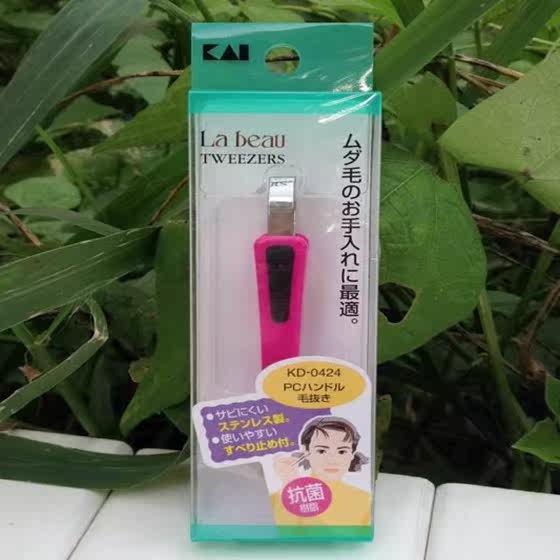 KAI
La beau
TWEEZERS
ムダ毛のお手入れに最適。
KD-0424
PCハンドル
毛抜き
●サビにくい
ステンレス製。
●使いやすい
すべり止め付。
抗菌
樹脂